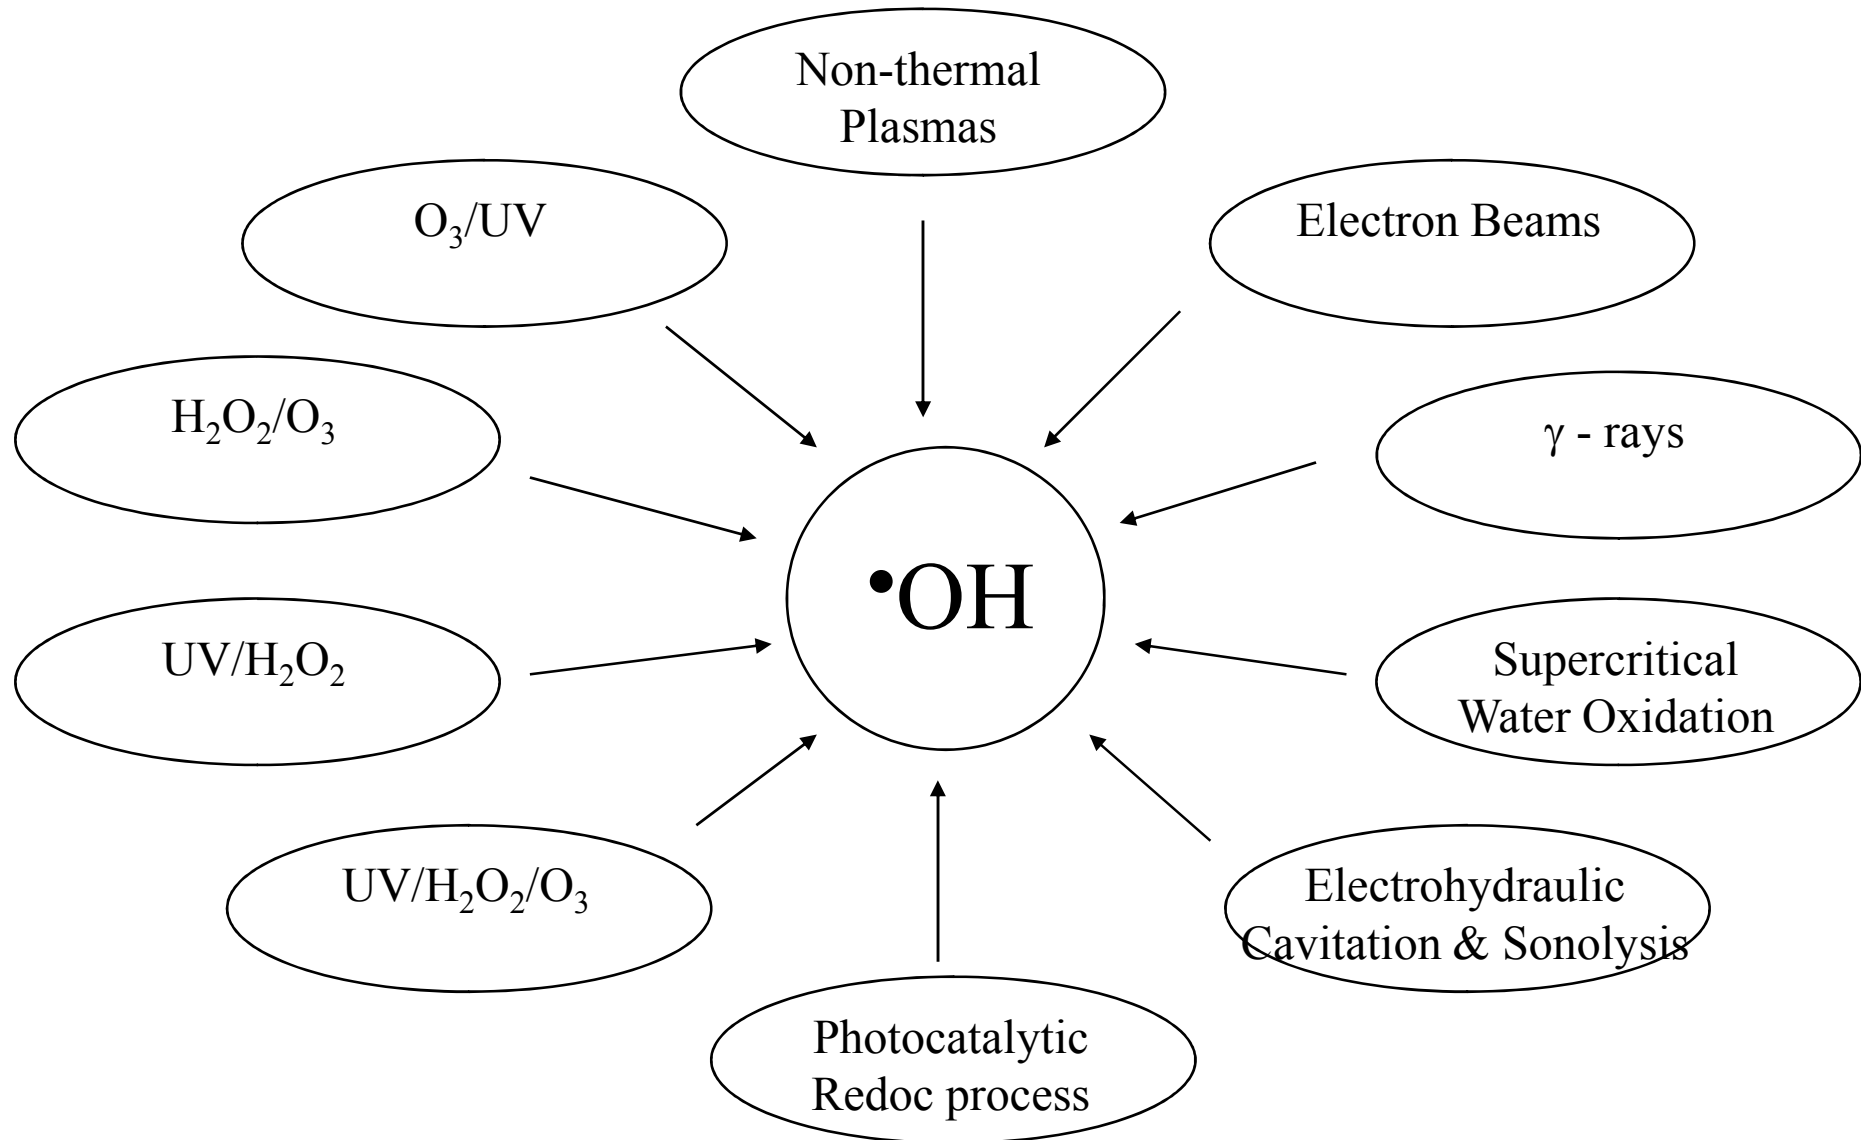 Non-thermal
Plasmas
O₃/UV
Electron Beams
H₂O₂/O₃
γ - rays
•OH
UV/H₂O₂
Supercritical
Water Oxidation
UV/H₂O₂/O₃
Electrohydraulic
Cavitation & Sonolysis
Photocatalytic
Redoc process